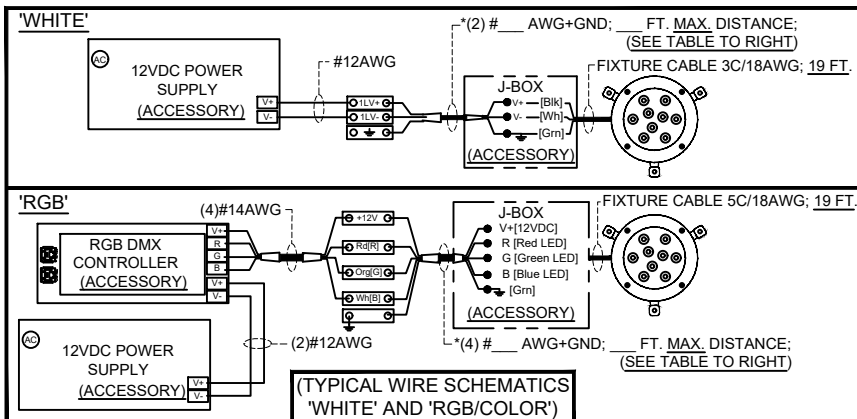 'WHITE'
AC
12VDC POWER
SUPPLY
(ACCESSORY)
V+
V-
#12AWG
1LV+
1LV-
*(2) #___ AWG+GND; ___ FT. MAX. DISTANCE;
(SEE TABLE TO RIGHT)
J-BOX
V+ [Blk]
V- [Wh]
[Grn]
(ACCESSORY)
FIXTURE CABLE 3C/18AWG; 19 FT.
'RGB'
RGB DMX
CONTROLLER
(ACCESSORY)
V+
R
G
B
V+
V-
(4)#14AWG
+12V
Rd[R]
Org[G]
Wh[B]
J-BOX
V+[12VDC]
R [Red LED]
G [Green LED]
B [Blue LED]
[Grn]
(ACCESSORY)
FIXTURE CABLE 5C/18AWG; 19 FT.
AC
12VDC POWER
SUPPLY
(ACCESSORY)
V+
V-
(2)#12AWG
*(4) #___ AWG+GND; ___ FT. MAX. DISTANCE;
(SEE TABLE TO RIGHT)
(TYPICAL WIRE SCHEMATICS
'WHITE' AND 'RGB/COLOR')